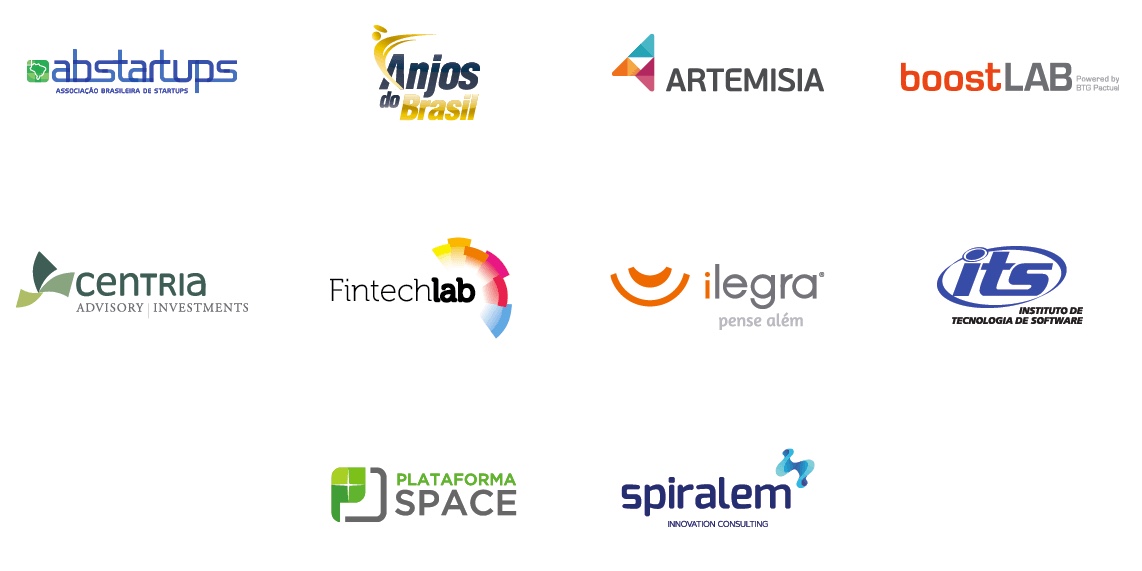 abstartups
ASSOCIAÇÃO BRASILEIRA DE STARTUPS
Anjos
do Brasil
ARTEMISIA
boostLAB
Powered by
BTG Pactual
CENTRIA
ADVISORY | INVESTMENTS
Fintechlab
ilegra®
pense além
its
INSTITUTO DE
TECNOLOGIA DE SOFTWARE
PLATAFORMA
SPACE
spiralem
INNOVATION CONSULTING